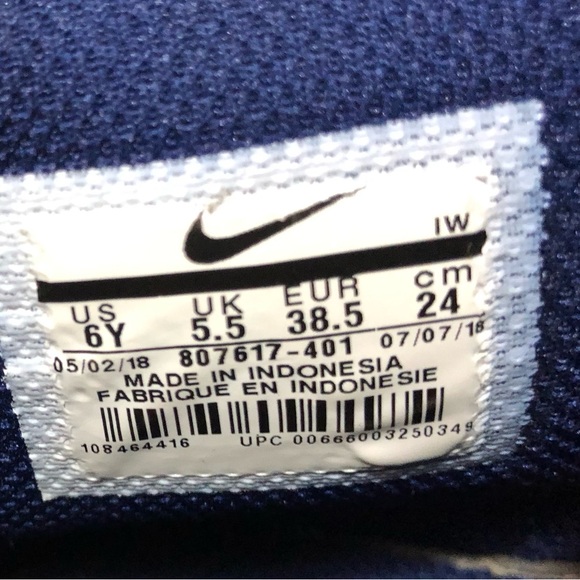 IW
US UK EUR cm
6Y 5.5 38.5 24
05/02/18 807617-401 07/07/18
MADE IN INDONESIA
FABRIQUE EN INDONESIE
108464416 UPC 00666003250349